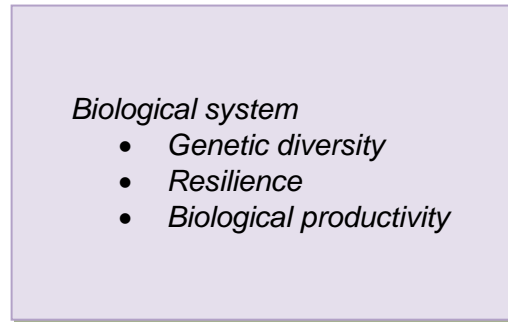 Biological system
• Genetic diversity
• Resilience
• Biological productivity